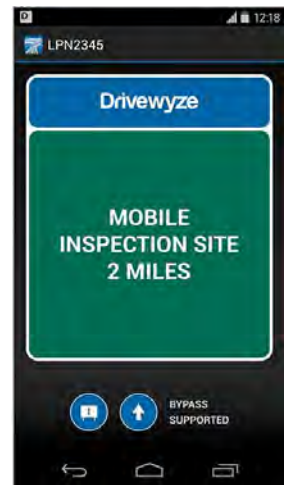 12:18
LPN2345
Drivewyze
MOBILE
INSPECTION SITE
2 MILES
BYPASS
SUPPORTED